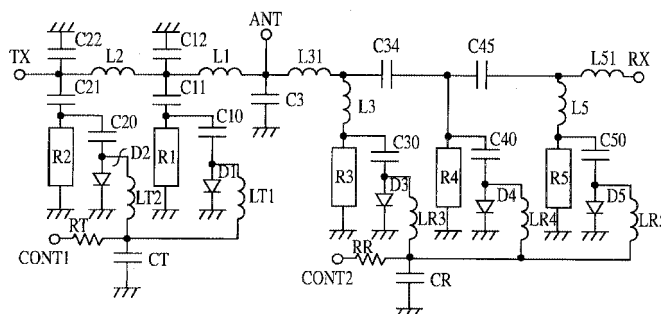 ANT
C22
C12
C34
C45
TX
L2
L1
L31
L51
RX
C21
C11
C3
L3
L5
C20
C10
C30
C40
C50
R2
D2
R1
D1
R3
D3
R4
D4
R5
D5
LT2
LT1
LR3
LR4
LR5
RT
RR
CONT1
CT
CONT2
CR